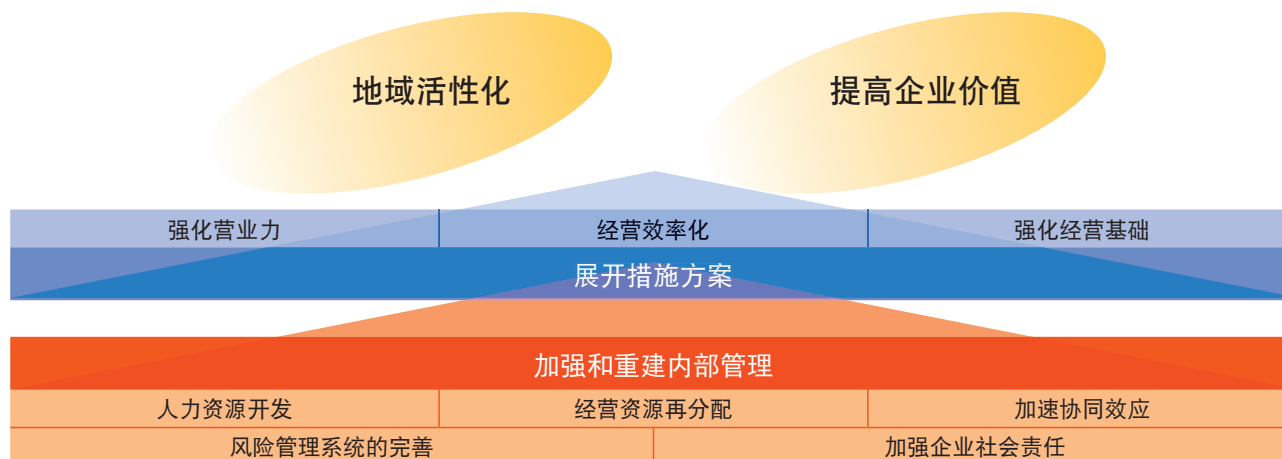 地域活性化
提高企业价值
强化营业力
经营效率化
强化经营基础
展开措施方案
加强和重建内部管理
人力资源开发
经营资源再分配
加速协同效应
风险管理系统的完善
加强企业社会责任